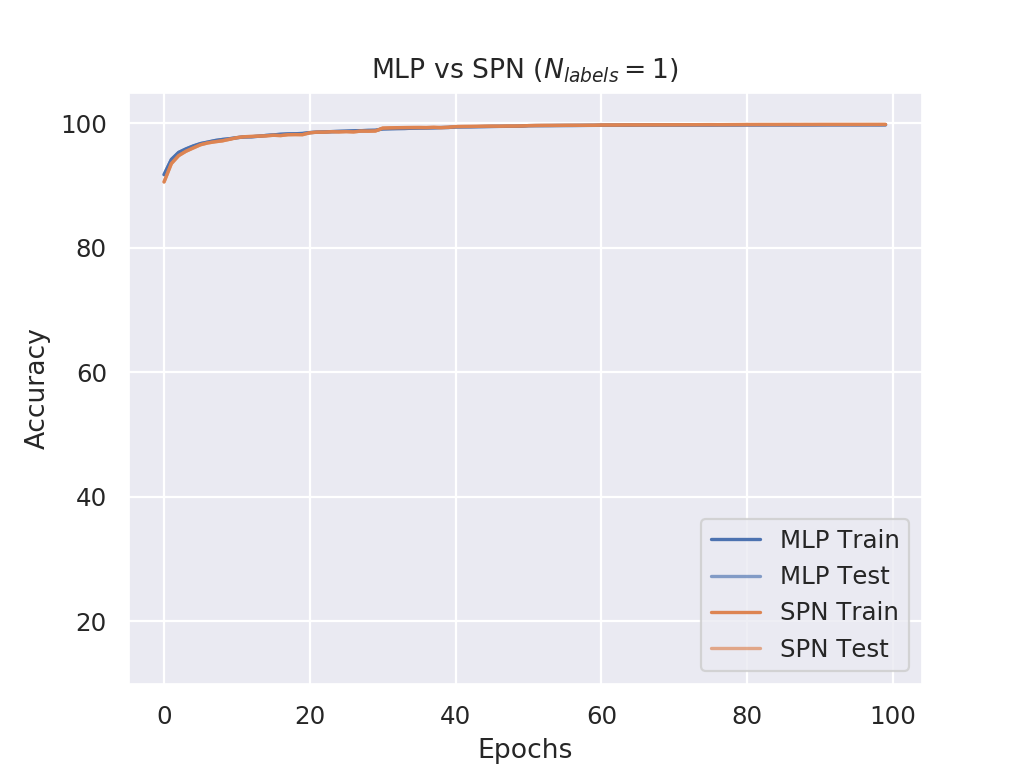 MLP vs SPN (N_labels = 1)
Accuracy
100
80
60
40
20
0 20 40 60 80 100
Epochs
MLP Train
MLP Test
SPN Train
SPN Test